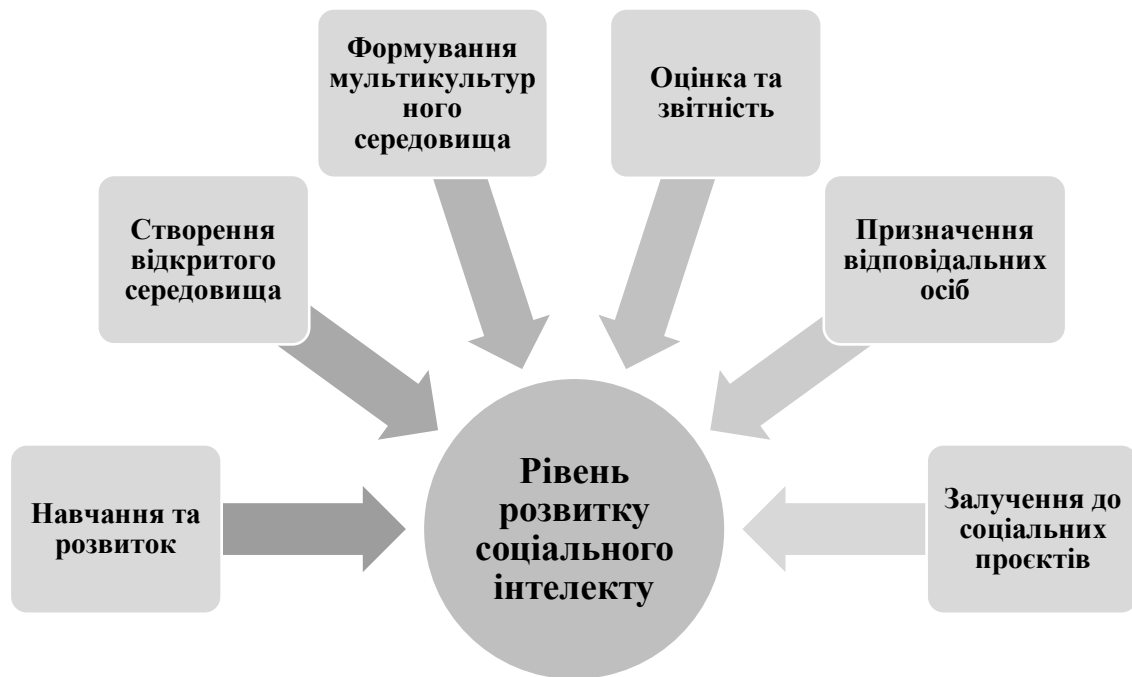 Формування
мультикультур
ного
середовища
Оцінка та
звітність
Створення
відкритого
середовища
Призначення
відповідальних
осіб
Навчання та
розвиток
Рівень
розвитку
соціального
інтелекту
Залучення до
соціальних
проєктів